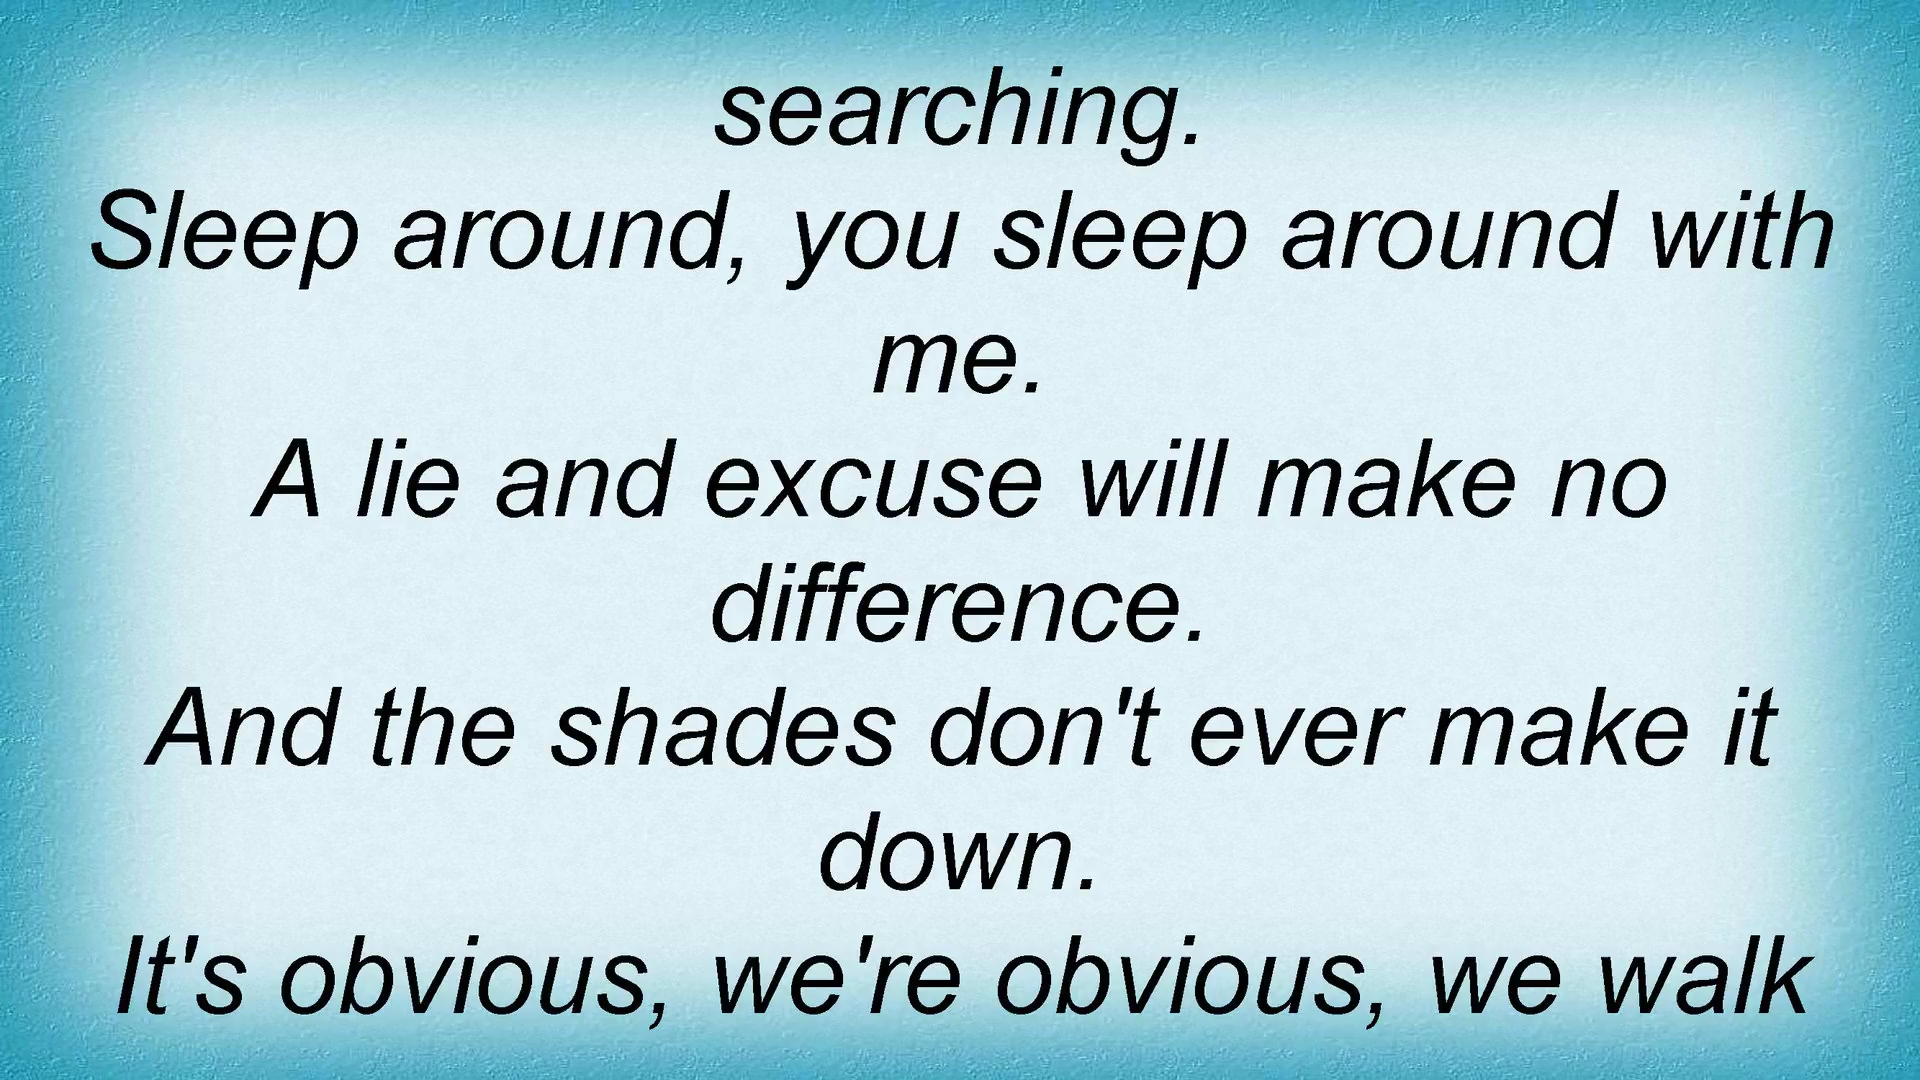 searching.
Sleep around, you sleep around with
me.
A lie and excuse will make no
difference.
And the shades don't ever make it
down.
It's obvious, we're obvious, we walk